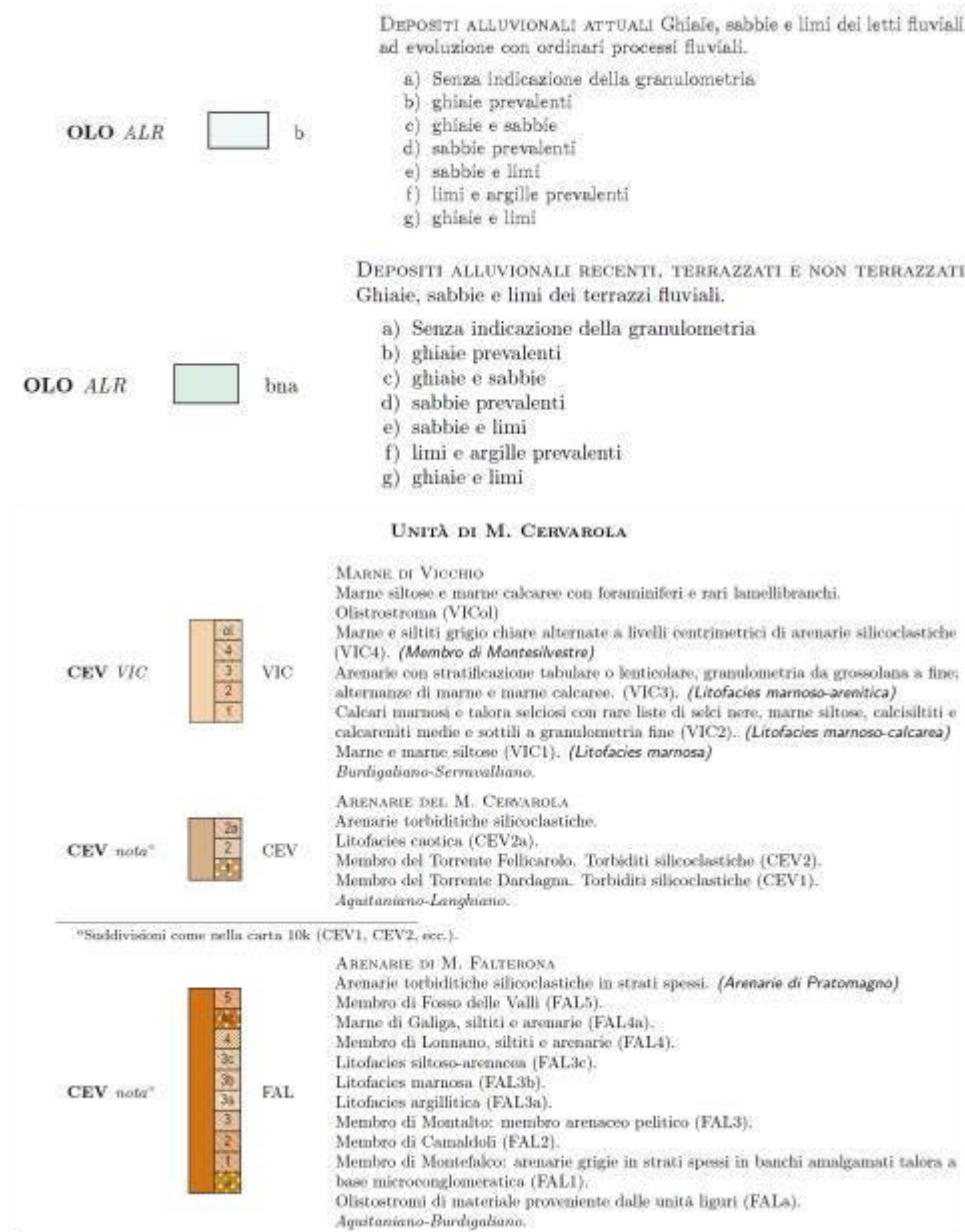 DEPOSITI ALLUVIONALI ATTUALI Ghiaie, sabbie e limi dei letti fluviali
ad evoluzione con ordinari processi fluviali.
a) Senza indicazione della granulometria
b) ghiaie prevalenti
c) ghiaie e sabbie
OLO ALR b
d) sabbie prevalenti
e) sabbie e limi
f) limi e argille prevalenti
g) ghiaie e limi
DEPOSITI ALLUVIONALI RECENTI, TERRAZZATI E NON TERRAZZATI
Ghiaie, sabbie e limi dei terrazzi fluviali.
a) Senza indicazione della granulometria
b) ghiaie prevalenti
c) ghiaie e sabbie
OLO ALR bna
d) sabbie prevalenti
e) sabbie e limi
f) limi e argille prevalenti
g) ghiaie e limi
UNITÀ DI M. CERVAROLA
MARNE DI VICCHIO
Marne siltose e marne calcaree con foraminiferi e rari lamellibranchi.
Olistrostroma (VICol)
Marne e siltiti grigio chiare alternate a livelli centrimetrici di arenarie silicoclastiche
(VIC4). (Membro di Montesilvestre)
CEV VIC
ol
4
3
2
1
VIC
Arenarie con stratificazione tabulare o lenticolare, granulometria da grossolana a fine;
alternanze di marne e marne calcaree. (VIC3). (Litofacies marnoso-arenitica)
Calcari marnosi e talora selciosi con rare liste di selci nere, marne siltose, calcisiltiti e
calcareniti medie e sottili a granulometria fine (VIC2). (Litofacies marnoso-calcarea)
Marne e marne siltose (VIC1). (Litofacies marnosa)
Burdigaliano-Serravalliano.
ARENARIE DEL M. CERVAROLA
Arenarie torbiditiche silicoclastiche.
CEV nota a
2a
2
1
CEV
Litofacies caotica (CEV2a).
Membro del Torrente Fellicarolo. Torbiditi silicoclastiche (CEV2).
Membro del Torrente Dardagna. Torbiditi silicoclastiche (CEV1).
Aquitaniano-Langhiano.
aSuddivisioni come nella carta 10k (CEV1, CEV2, ecc.).
ARENARIE DI M. FALTERONA
Arenarie torbiditiche silicoclastiche in strati spessi. (Arenarie di Pratomagno)
Membro di Fosso delle Valli (FAL5).
Marne di Galiga, siltiti e arenarie (FAL4a).
Membro di Lonnano, siltiti e arenarie (FAL4).
Litofacies siltoso-arenacea (FAL3c).
CEV nota a
5
4
3c
3b
3a
3
2
1
FAL
Litofacies marnosa (FAL3b).
Litofacies argillitica (FAL3a).
Membro di Montalto: membro arenaceo pelitico (FAL3).
Membro di Camaldoli (FAL2).
Membro di Montefalco: arenarie grigie in strati spessi in banchi amalgamati talora a
base microconglomeratica (FAL1).
Olistostromi di materiale proveniente dalle unità liguri (FALa).
Aquitaniano-Burdigaliano.